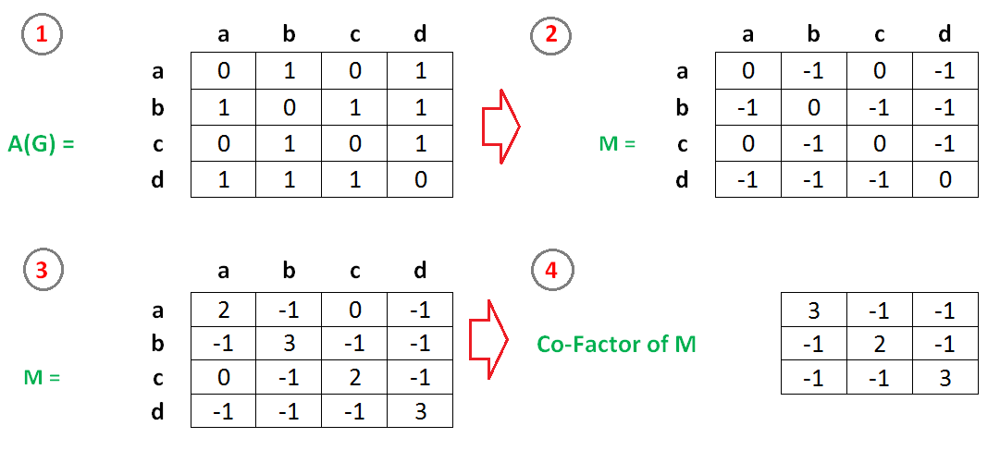 1
a b c d
a 0 1 0 1
b 1 0 1 1
A(G) = c 0 1 0 1
d 1 1 1 0
2
a b c d
a 0 -1 0 -1
b -1 0 -1 -1
M = c 0 -1 0 -1
d -1 -1 -1 0
3
a b c d
a 2 -1 0 -1
b -1 3 -1 -1
M = c 0 -1 2 -1
d -1 -1 -1 3
4
3 -1 -1
Co-Factor of M -1 2 -1
-1 -1 3